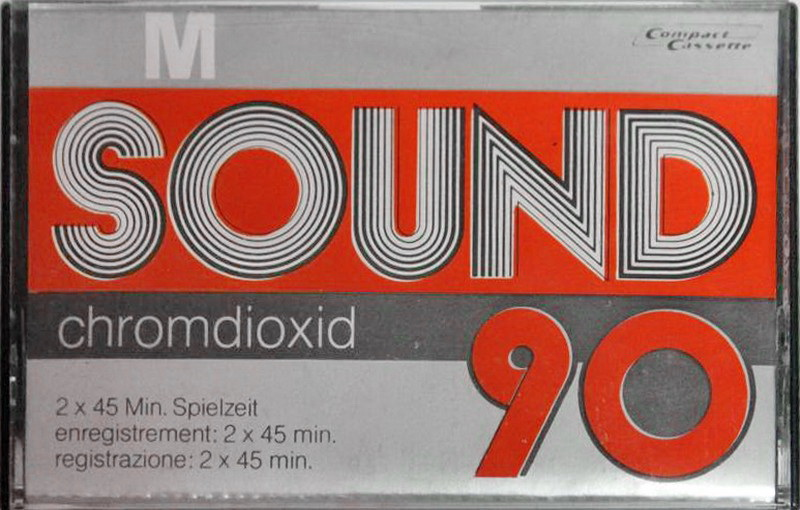 M
Compact
Cassette
SOUND
chromdioxid
90
2 x 45 Min. Spielzeit
enregistrement: 2 x 45 min.
registrazione: 2 x 45 min.